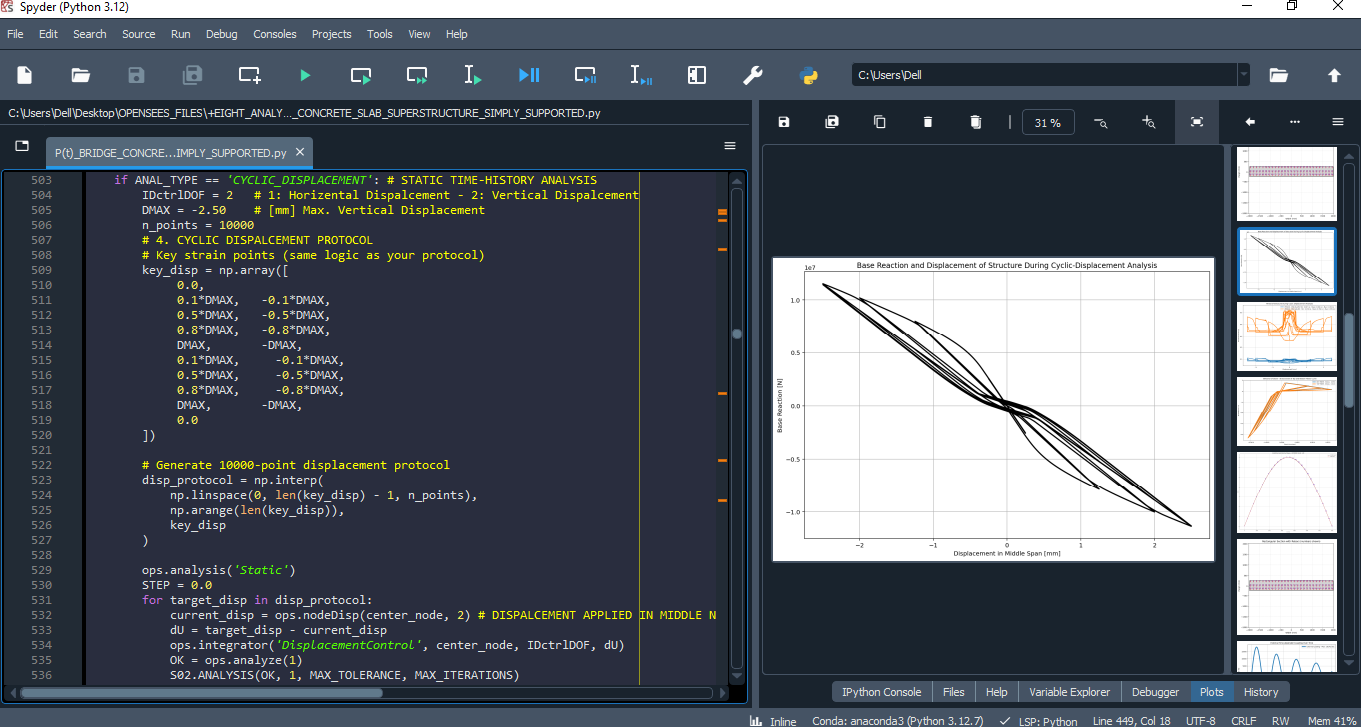 Spyder (Python 3.12)
File Edit Search Source Run Debug Consoles Projects Tools View Help
C:\Users\Dell
C:\Users\Dell\Desktop\OPENSEES_FILES\+EIGHT_ANALY..._CONCRETE_SLAB_SUPERSTRUCTURE_SIMPLY_SUPPORTED.py
P(t)_BRIDGE_CONCRE...IMPLY_SUPPORTED.py
503 if ANAL_TYPE == 'CYCLIC_DISPLACEMENT': # STATIC TIME-HISTORY ANALYSIS
504 IDctrlDOF = 2 # 1: Horizental Dispalcement - 2: Vertical Dispalcement
505 DMAX = -2.50 # [mm] Max. Vertical Displacement
506 n_points = 10000
507 # 4. CYCLIC DISPALCEMENT PROTOCOL
508 # Key strain points (same logic as your protocol)
509 key_disp = np.array([
510 0.0,
511 0.1*DMAX, -0.1*DMAX,
512 0.5*DMAX, -0.5*DMAX,
513 0.8*DMAX, -0.8*DMAX,
514 DMAX, -DMAX,
515 0.1*DMAX, -0.1*DMAX,
516 0.5*DMAX, -0.5*DMAX,
517 0.8*DMAX, -0.8*DMAX,
518 DMAX, -DMAX,
519 0.0
520 ])
521
522 # Generate 10000-point displacement protocol
523 disp_protocol = np.interp(
524 np.linspace(0, len(key_disp) - 1, n_points),
525 np.arange(len(key_disp)),
526 key_disp
527 )
528
529 ops.analysis('Static')
530 STEP = 0.0
531 for target_disp in disp_protocol:
532 current_disp = ops.nodeDisp(center_node, 2) # DISPALCEMENT APPLIED IN MIDDLE N
533 dU = target_disp - current_disp
534 ops.integrator('DisplacementControl', center_node, IDctrlDOF, dU)
535 OK = ops.analyze(1)
536 S02.ANALYSIS(OK, 1, MAX_TOLERANCE, MAX_ITERATIONS)
31 %
Base Reaction and Displacement of Structure During Cyclic-Displacement Analysis
1e7
1.0
0.5
0.0
−0.5
−1.0
Base Reaction [N]
−2 −1 0 1 2
Displacement in Middle Span [mm]
IPython Console Files Help Variable Explorer Debugger Plots History
Inline Conda: anaconda3 (Python 3.12.7) LSP: Python Line 449, Col 18 UTF-8 CRLF RW Mem 41%